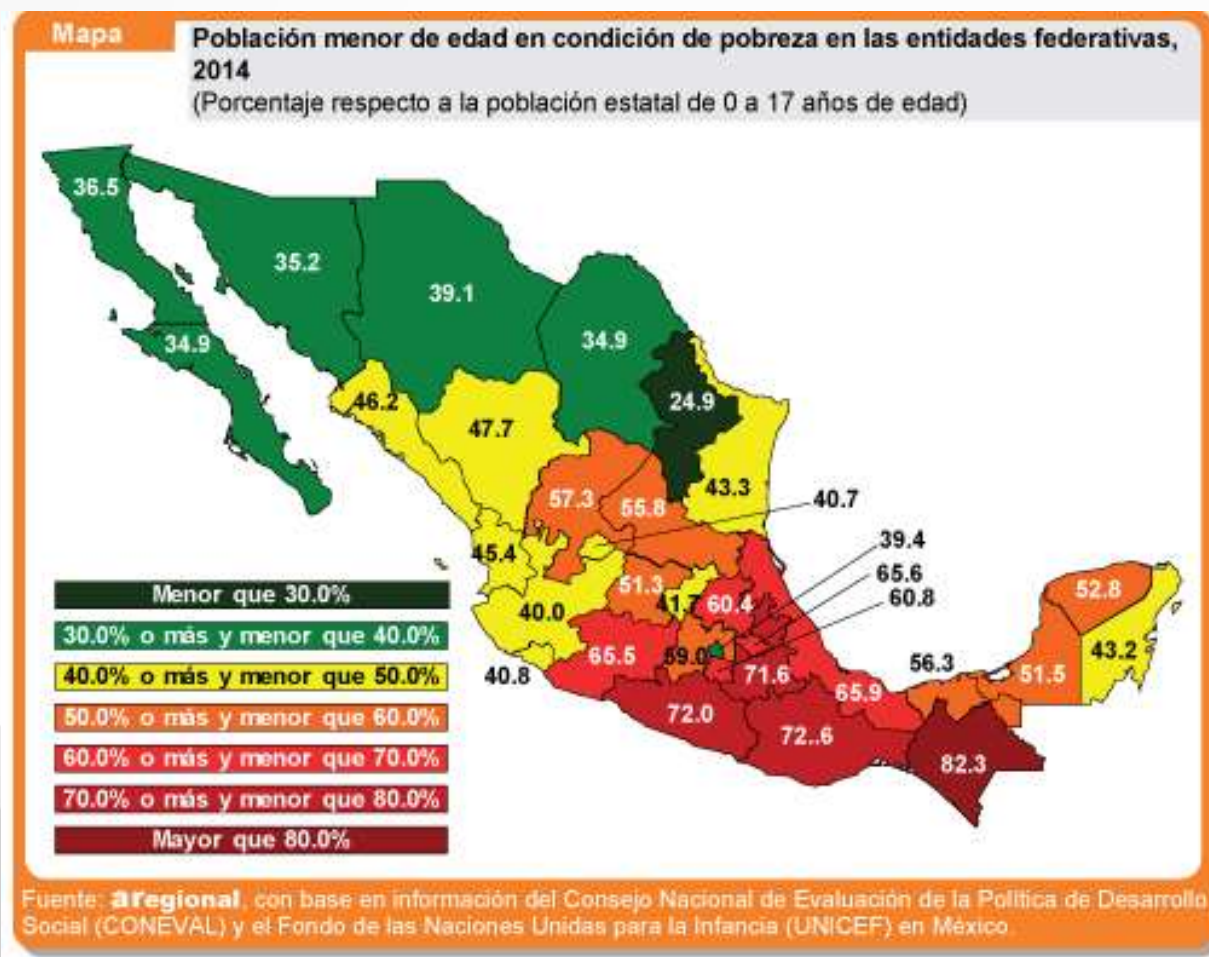 Mapa
Población menor de edad en condición de pobreza en las entidades federativas,
2014
(Porcentaje respecto a la población estatal de 0 a 17 años de edad)
36.5
35.2
39.1
34.9
34.9
24.9
46.2
47.7
43.3
57.3
55.8
40.7
39.4
45.4
65.6
51.3
41.7
60.4
60.8
52.8
40.0
43.2
65.5
59.0
56.3
51.5
40.8
71.6
65.9
72.0
72..6
82.3
Menor que 30.0%
30.0% o más y menor que 40.0%
40.0% o más y menor que 50.0%
50.0% o más y menor que 60.0%
60.0% o más y menor que 70.0%
70.0% o más y menor que 80.0%
Mayor que 80.0%
Fuente: aregional, con base en información del Consejo Nacional de Evaluación de la Política de Desarrollo
Social (CONEVAL) y el Fondo de las Naciones Unidas para la Infancia (UNICEF) en México.